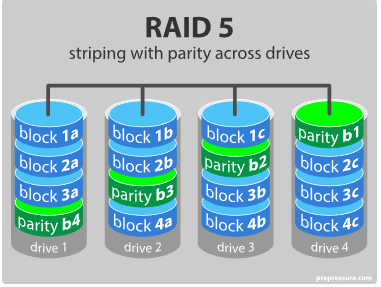 RAID 5
striping with parity across drives
block 1a
block 2a
block 3a
parity b4
drive 1
block 1b
block 2b
parity b3
block 4a
drive 2
block 1c
parity b2
block 3b
block 4b
drive 3
parity b1
block 2c
block 3c
block 4c
drive 4
prepressure.com